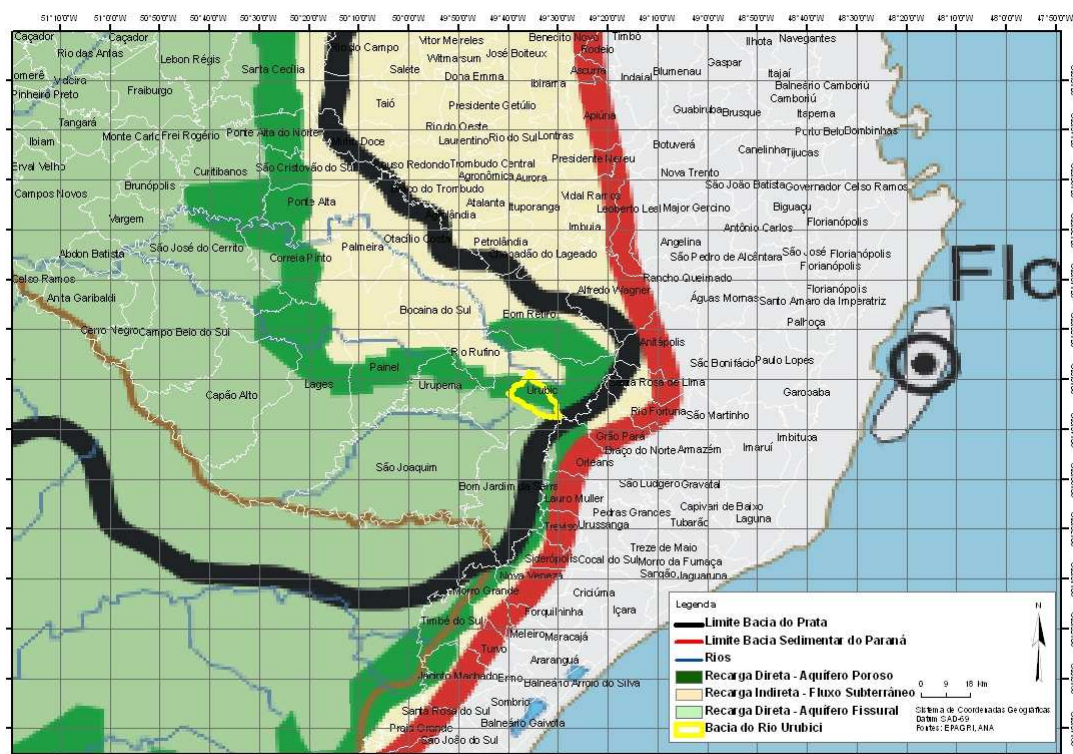 51°10'0"W 51°0'0"W 50°50'0"W 50°40'0"W 50°30'0"W 50°20'0"W 50°10'0"W 50°0'0"W 49°50'0"W 49°40'0"W 49°30'0"W 49°20'0"W 49°10'0"W 49°0'0"W 48°50'0"W 48°40'0"W 48°30'0"W 48°20'0"W 48°10'0"W 48°0'0"W 47°50'0"W
Caçador Caçador Rio do Campo Vitor Meireles Benedito Novo Timbó Ilhota Navegantes
Rio das Antas Lebon Régis Santa Cecília Salete Witmarsum José Boiteux Rodeio Gaspar
Videira Fraiburgo Dona Emma Ibirama Ascurra Indaial Blumenau Itajaí
Pinheiro Preto Balneário Camboriú
Taió Presidente Getúlio Apiúna Guabiruba Brusque Camboriú
Itapema
Tangará Monte Carlo Frei Rogério Ponte Alta do Norte Rio do Oeste Rio do Sul Lontras Porto Belo Bombinhas
Ibiam Laurentino Botuverá Canelinha Tijucas
Erval Velho Curitibanos São Cristovão do Sul Trombudo Central Presidente Nereu Nova Trento
Campos Novos Brunópolis Agronômica Aurora São João Batista Governador Celso Ramos
Ponte Alta Atalanta Ituporanga Vidal Ramos Leoberto Leal Major Gercino Biguaçu
Vargem Imbuia Antônio Carlos Florianópolis
Abdon Batista São José do Cerrito Palmeira Otacílio Costa Petrolândia Angelina São José Florianópolis
Correia Pinto Chapadão do Lageado São Pedro de Alcântara Florianópolis
Celso Ramos Rancho Queimado Flo
Anita Garibaldi Alfredo Wagner Águas Mornas Florianópolis
Santo Amaro da Imperatriz
Bocaina do Sul Bom Retiro Palhoça
Cerro Negro Campo Belo do Sul
Rio Rufino Anitápolis São Bonifácio Paulo Lopes
Painel
Capão Alto Lages Urupema Urubici Santa Rosa de Lima Garopaba
Rio Fortuna São Martinho
Grão Pará Imbituba
Braço do Norte Armazém Imaruí
São Joaquim Orleans
Bom Jardim da Serra São Ludgero Gravatal
Lauro Muller Capivari de Baixo
Pedras Grandes Laguna
Treviso Urussanga Tubarão
Treze de Maio
Siderópolis Cocal do Sul Morro da Fumaça
Nova Veneza Sangão Jaguaruna
Morro Grande Criciúma
Forquilhinha Içara
Timbé do Sul Meleiro Maracajá
Turvo
Araranguá
Jacinto Machado Ermo Balneário Arroio do Silva
Sombrio
Santa Rosa do Sul Balneário Gaivota
Praia Grande
São João do Sul
Legenda
Limite Bacia do Prata
Limite Bacia Sedimentar do Paraná
Rios
Recarga Direta - Aquífero Poroso
Recarga Indireta - Fluxo Subterrâneo
Recarga Direta - Aquífero Fissural
Bacia do Rio Urubici
N
0 9 18 Km
Sistema de Coordenadas Geográficas
Datum SAD-69
Fontes: EPAGRI, ANA